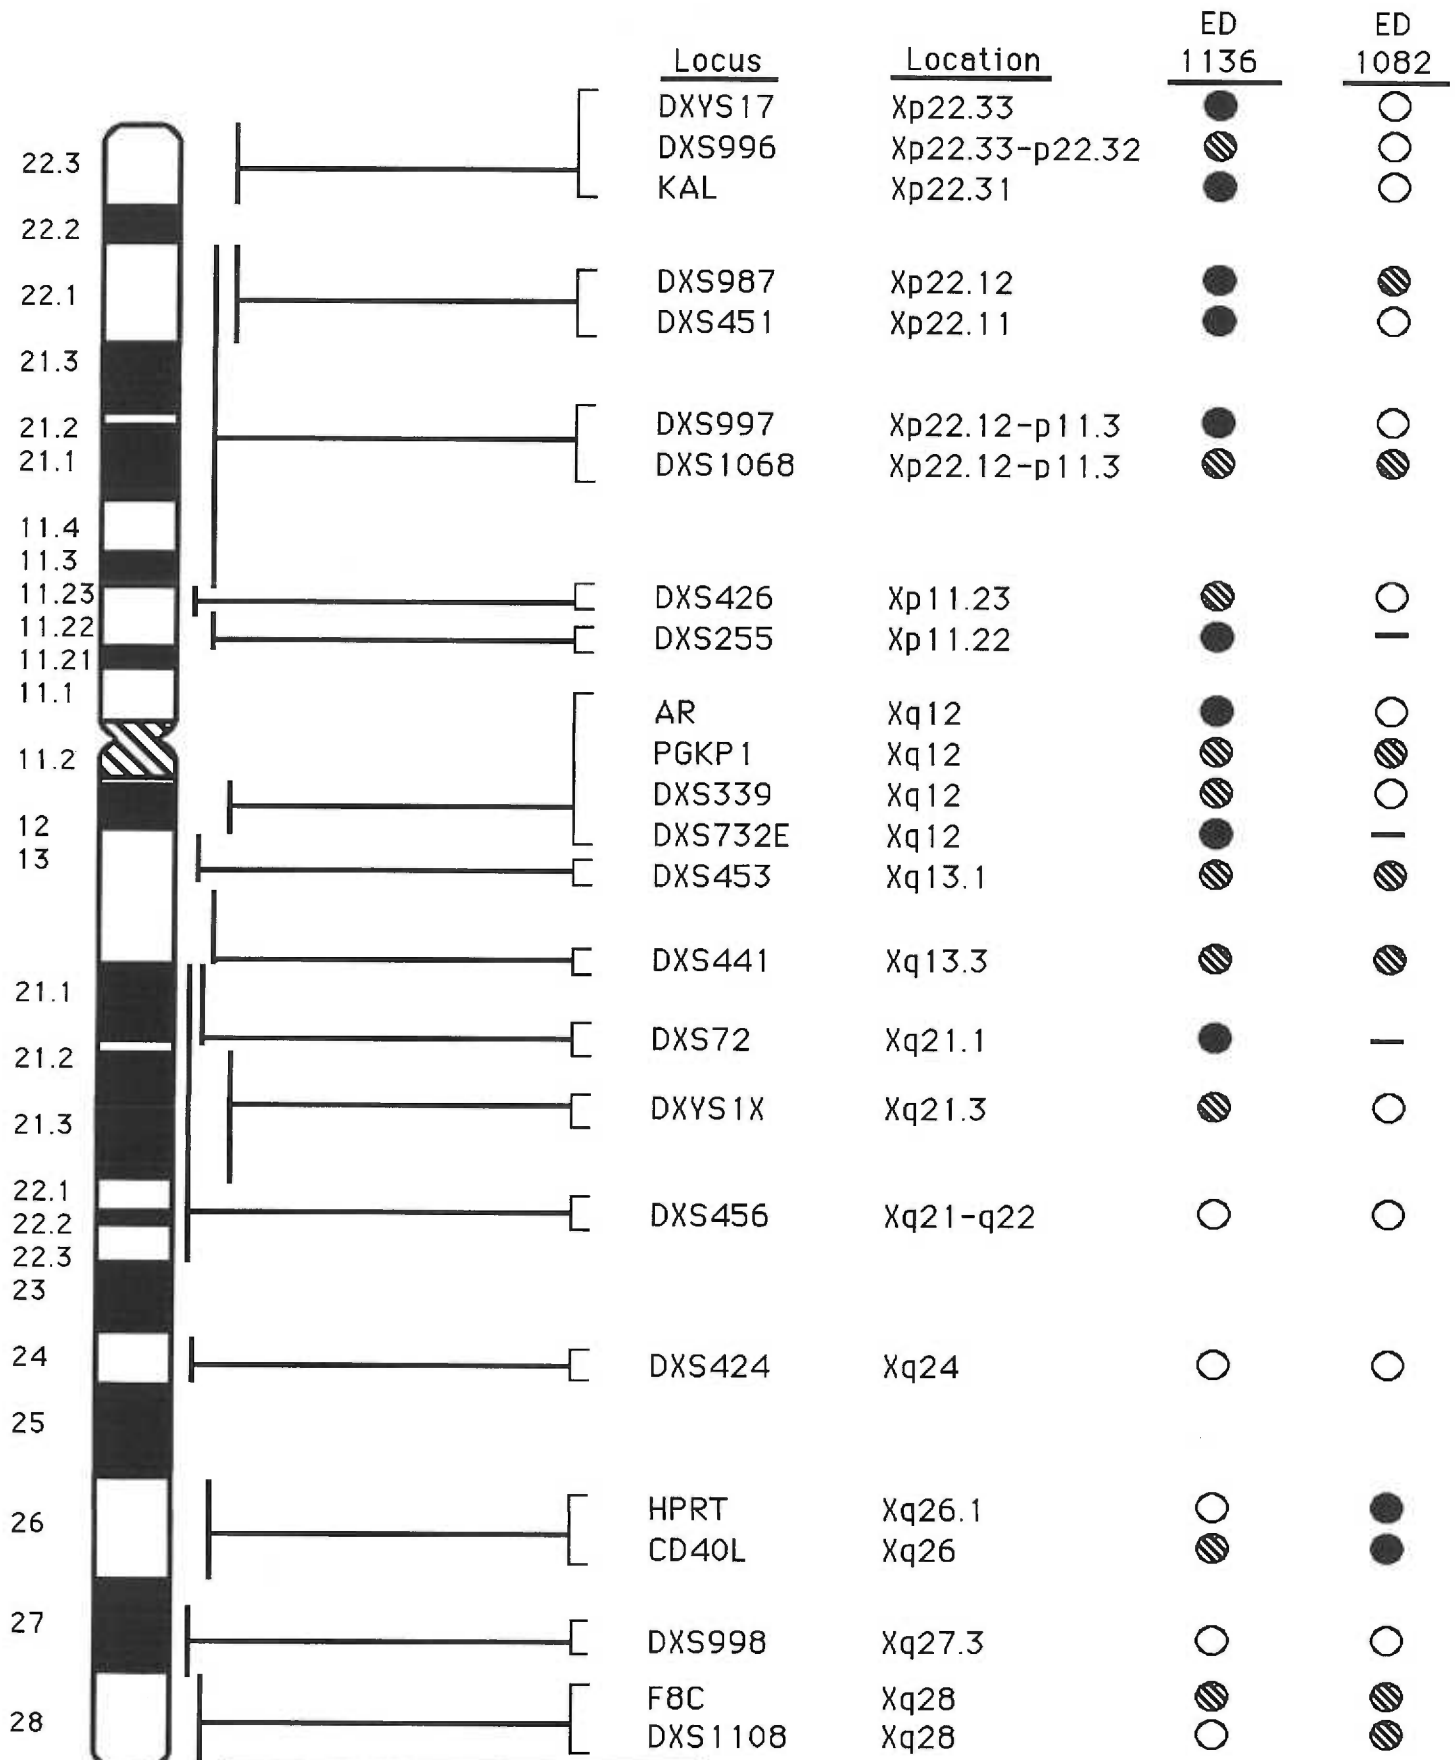 ED ED
Locus Location 1136 1082
DXYS17 Xp22.33
22.3 DXS996 Xp22.33-p22.32
KAL Xp22.31
22.2
22.1 DXS987 Xp22.12
DXS451 Xp22.11
21.3
21.2 DXS997 Xp22.12-p11.3
21.1 DXS1068 Xp22.12-p11.3
11.4
11.3
11.23 DXS426 Xp11.23
11.22 DXS255 Xp11.22
11.21
11.1
AR Xq12
11.2 PGKP1 Xq12
DXS339 Xq12
12 DXS732E Xq12
13 DXS453 Xq13.1
DXS441 Xq13.3
21.1
DXS72 Xq21.1
21.2
DXYS1X Xq21.3
21.3
22.1
22.2 DXS456 Xq21-q22
22.3
23
24 DXS424 Xq24
25
26 HPRT Xq26.1
CD40L Xq26
27 DXS998 Xq27.3
F8C Xq28
28 DXS1108 Xq28